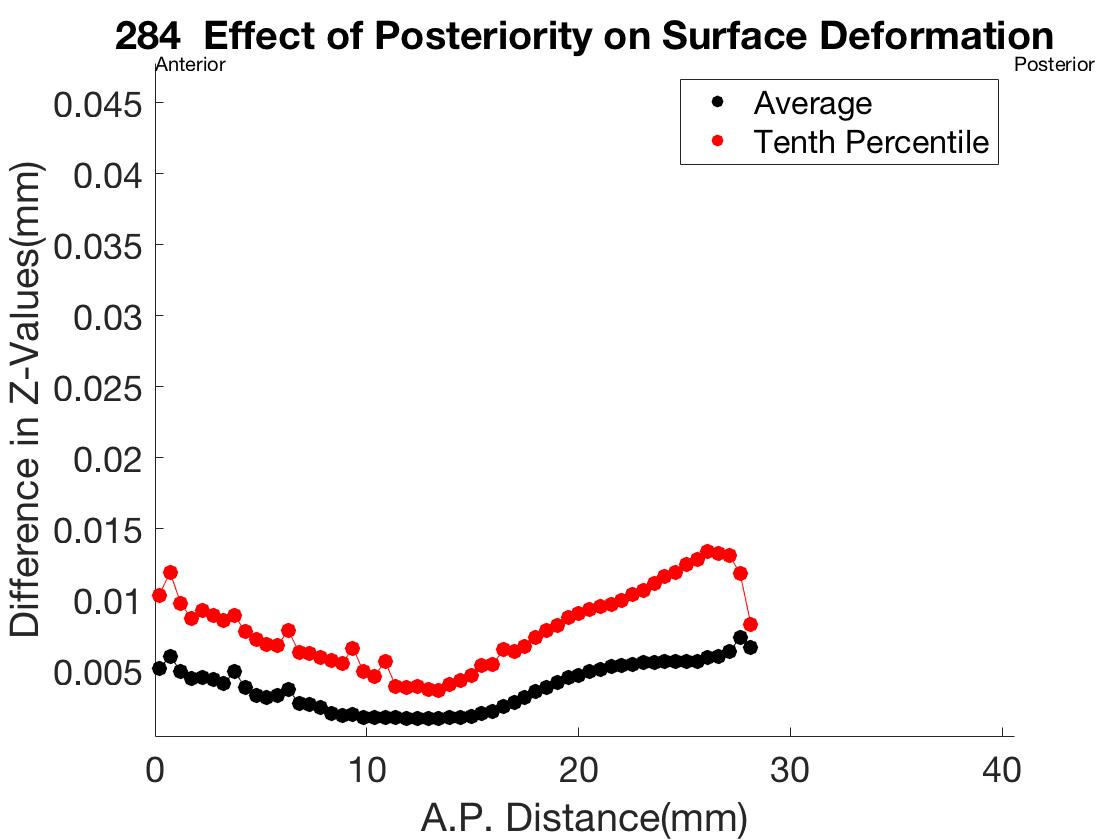 284  Effect of Posteriority on Surface Deformation
Anterior
Posterior
Average
Tenth Percentile
0.045
0.04
0.035
0.03
0.025
0.02
0.015
0.01
0.005
Difference in Z-Values(mm)
0
10
20
30
40
A.P. Distance(mm)